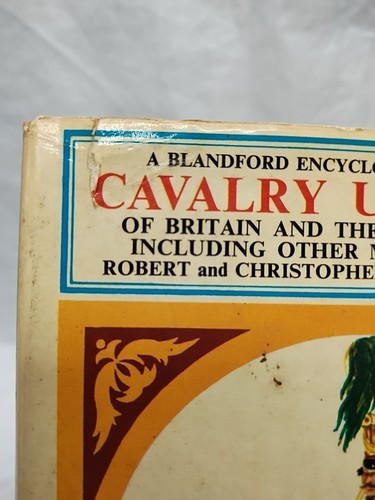 A BLANDFORD ENCYCLO
CAVALRY U
OF BRITAIN AND THE
INCLUDING OTHER
ROBERT and CHRISTOPHE